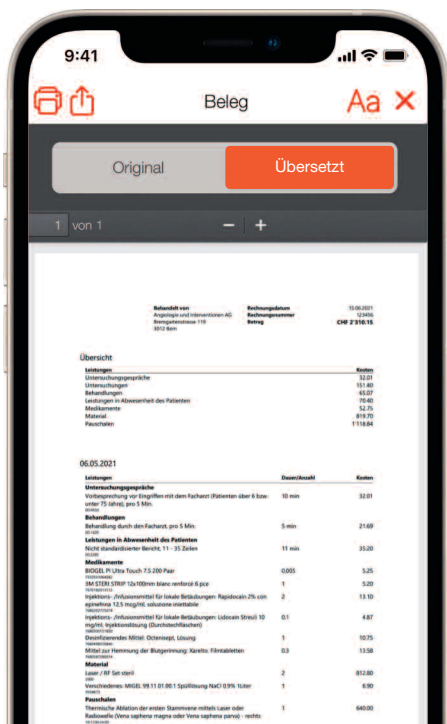 9:41
Beleg
Aa
Original Übersetzt
1 von 1
Behandelt von Rechnungsdatum 15.06.2021
Angiologie und Interventionen AG Rechnungsnummer 123456
Bremgartenstrasse 119 Betrag CHF 2'310.15
3012 Bern
Übersicht
Leistungen Kosten
Untersuchungsgespräche 32.01
Untersuchungen 151.40
Behandlungen 65.07
Leistungen in Abwesenheit des Patienten 70.40
Medikamente 52.75
Material 819.70
Pauschalen 1'118.84
06.05.2021
Leistungen Dauer/Anzahl Kosten
Untersuchungsgespräche
Vorbesprechung vor Eingriffen mit dem Facharzt (Patienten über 6 bzw. 10 min 32.01
unter 75 Jahre), pro 5 Min.
Behandlungen
Behandlung durch den Facharzt, pro 5 Min. 5 min 21.69
Leistungen in Abwesenheit des Patienten
Nicht standardisierter Bericht, 11 - 35 Zeilen 11 min 35.20
Medikamente
BIOGEL PI Ultra Touch 7.5 200 Paar 0.005 5.25
3M STERI STRIP 12x100mm blanc renforcé 6 pce 1 5.20
Injektions- /Infusionsmittel für lokale Betäubungen: Rapidocain 2% con 2 13.10
epinefrina 12.5 mcg/ml, soluzione iniettabile
Injektions- /Infusionsmittel für lokale Betäubungen: Lidocain Streuli 10 0.1 4.87
mg/ml, Injektionslösung (Durchstechflaschen)
Desinfizierendes Mittel: Octenisept, Lösung 1 10.75
Mittel zur Hemmung der Blutgerinnung: Xarelto, Filmtabletten 0.3 13.58
Material
Laser / RF Set steril 2 812.80
Verschiedenes: MIGEL 99.11.01.00.1 Spüllösung NaCl 0.9% 1Liter 1 6.90
Pauschalen
Thermische Ablation der ersten Stammvene mittels Laser oder 1 640.00
Radiowelle (Vena saphena magna oder Vena saphena parva) - rechts